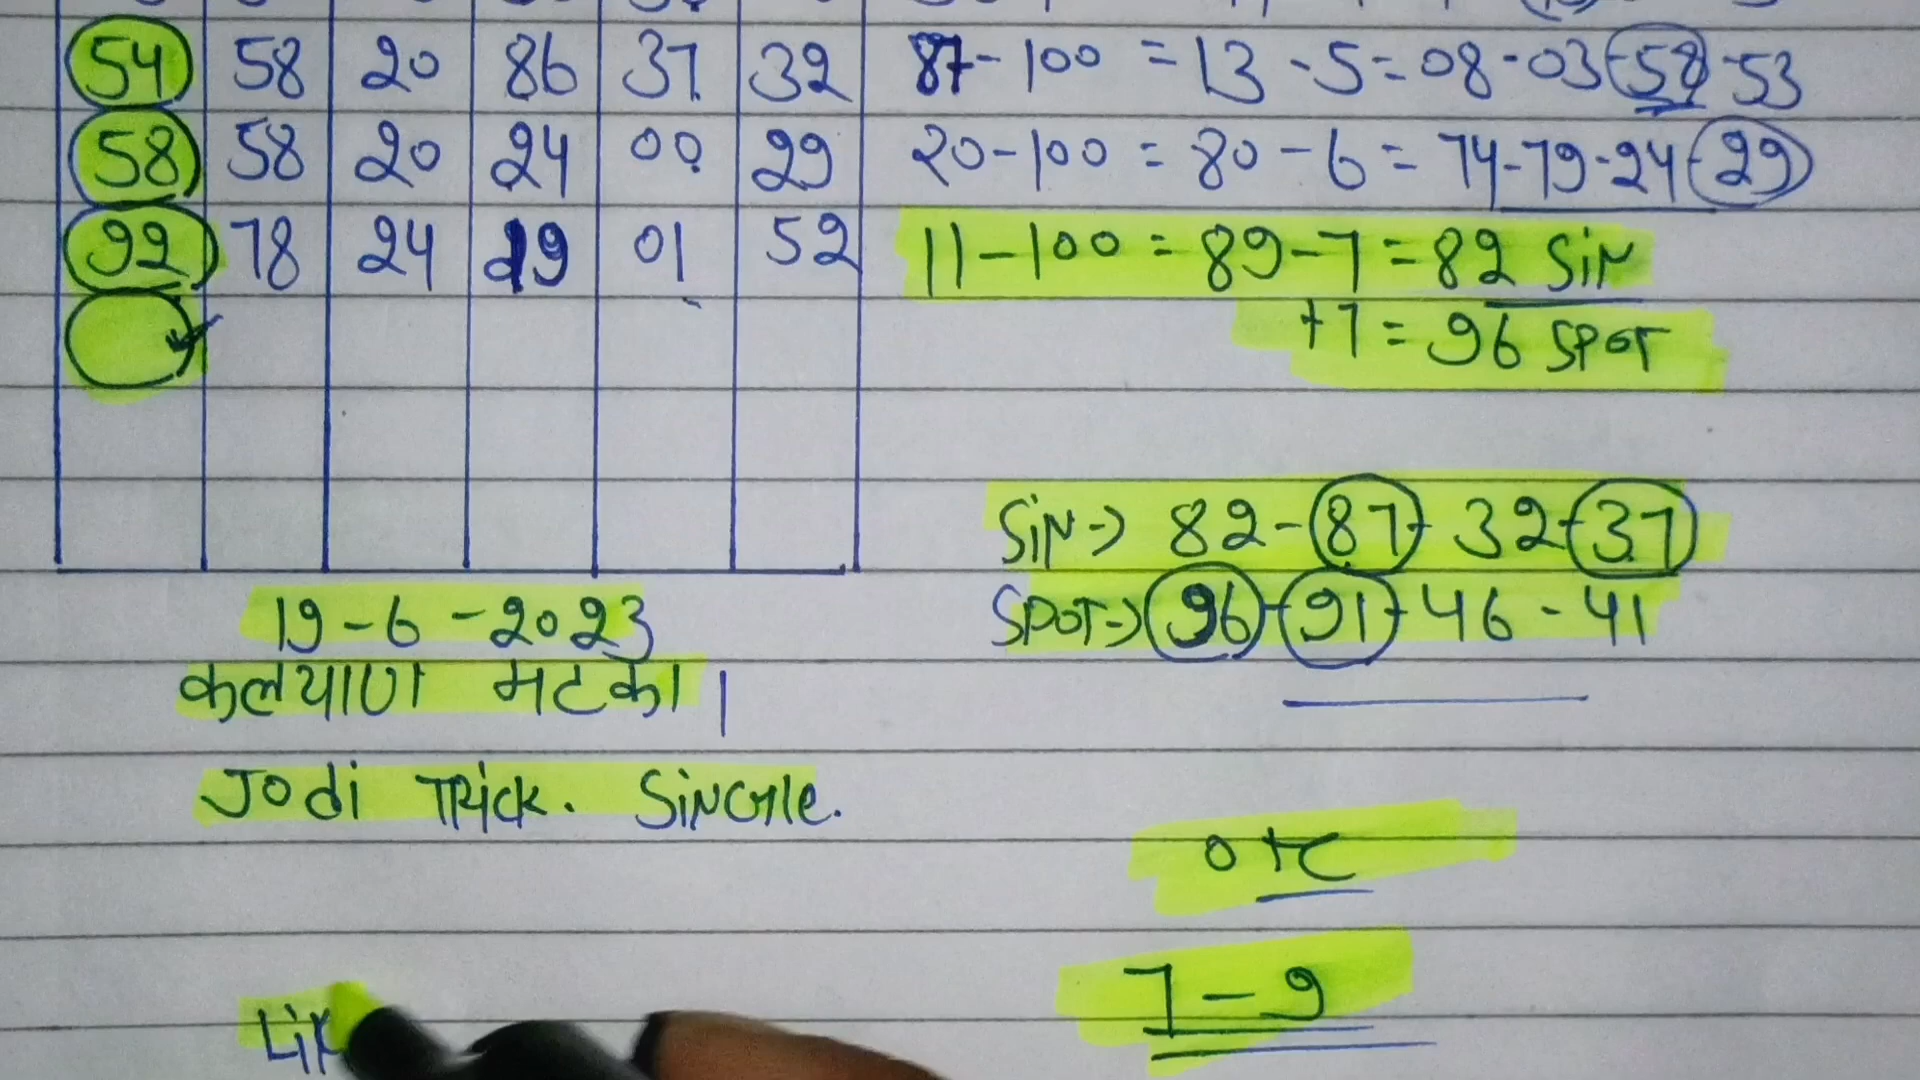 54 58 20 86 37 32 87-100 = 13 - 5 = 08-03-58-53
58 58 20 24 00 29 20-100 = 80 - 6 = 74-79-24-29
92 78 24 19 01 52 11-100 = 89-7 = 82 SiN
+7 = 96 SPOT
SiN-> 82-87-32-37
SPOT-> 96-91-46-41
19-6-2023
कल्याण मटका।
Jodi Trick. SiNGle.
otc
7-9
Lik